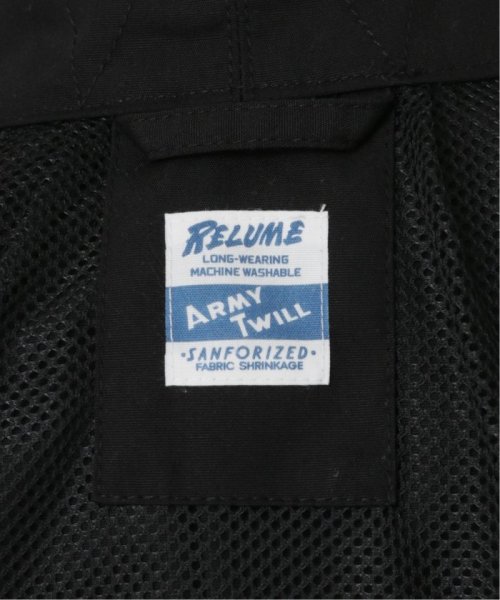 RELUME
LONG-WEARING
MACHINE WASHABLE
ARMY
TWILL
·SANFORIZED·
FABRIC SHRINKAGE